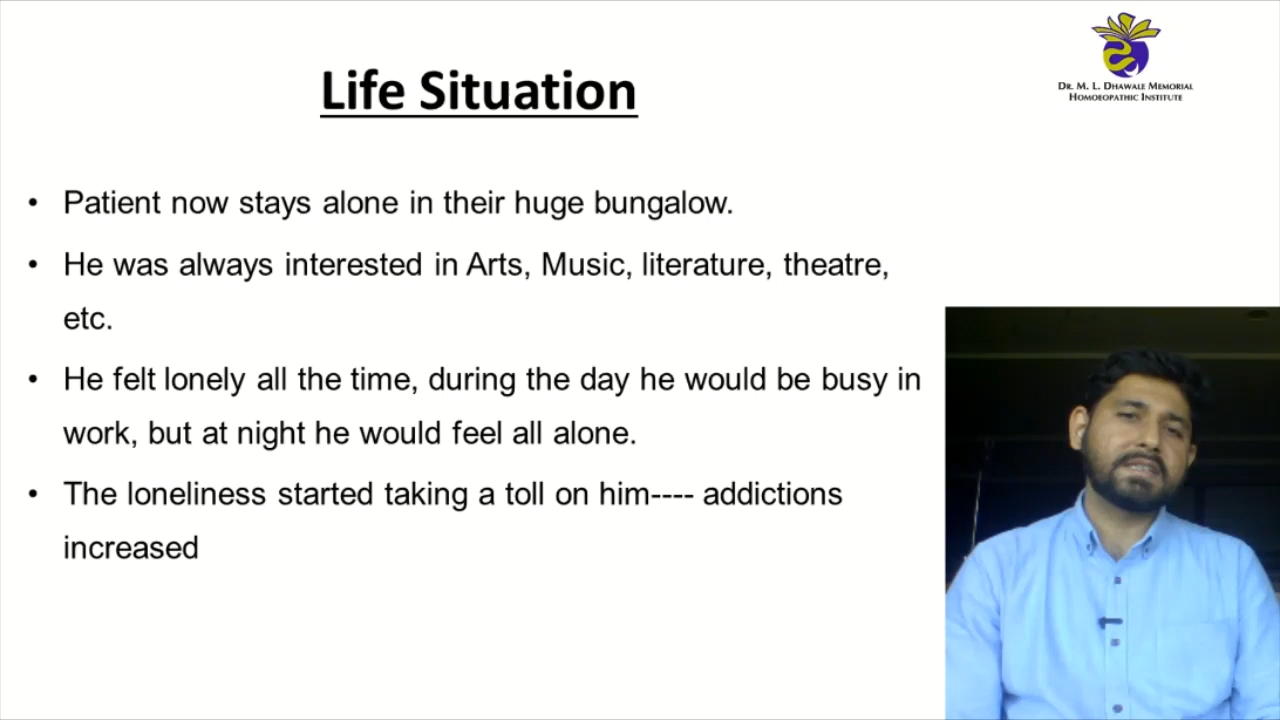 Life Situation
DR. M. L. DHAWALE MEMORIAL
HOMOEOPATHIC INSTITUTE
• Patient now stays alone in their huge bungalow.
• He was always interested in Arts, Music, literature, theatre,
etc.
• He felt lonely all the time, during the day he would be busy in
work, but at night he would feel all alone.
• The loneliness started taking a toll on him---- addictions
increased